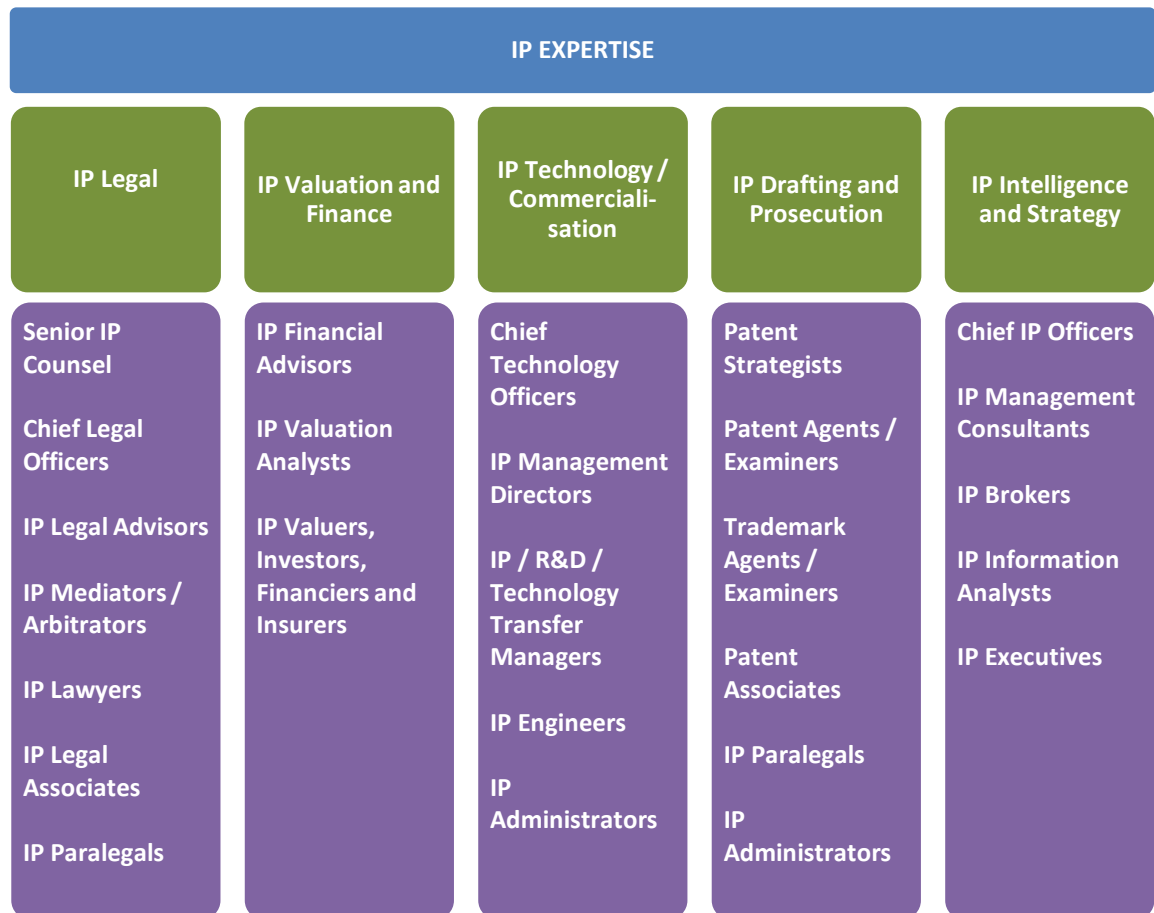 IP EXPERTISE
IP Legal
IP Valuation and
Finance
IP Technology /
Commerciali-
sation
IP Drafting and
Prosecution
IP Intelligence
and Strategy
Senior IP
Counsel
Chief Legal
Officers
IP Legal Advisors
IP Mediators /
Arbitrators
IP Lawyers
IP Legal
Associates
IP Paralegals
IP Financial
Advisors
IP Valuation
Analysts
IP Valuers,
Investors,
Financiers and
Insurers
Chief
Technology
Officers
IP Management
Directors
IP / R&D /
Technology
Transfer
Managers
IP Engineers
IP
Administrators
Patent
Strategists
Patent Agents /
Examiners
Trademark
Agents /
Examiners
Patent
Associates
IP Paralegals
IP
Administrators
Chief IP Officers
IP Management
Consultants
IP Brokers
IP Information
Analysts
IP Executives